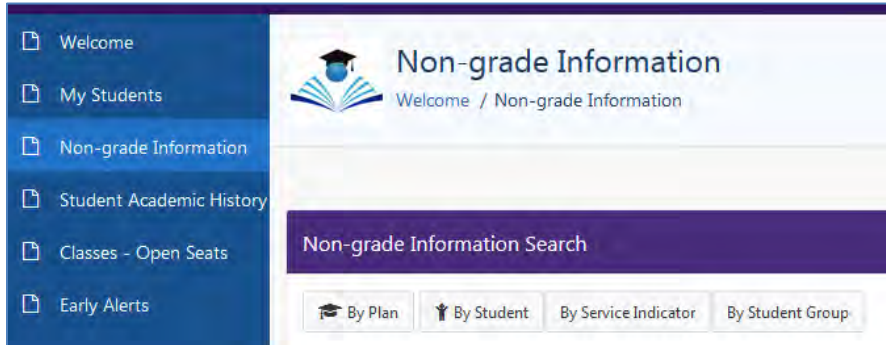 Welcome
My Students
Non-grade Information
Student Academic History
Classes - Open Seats
Early Alerts
Non-grade Information
Welcome / Non-grade Information
Non-grade Information Search
By Plan
By Student
By Service Indicator
By Student Group